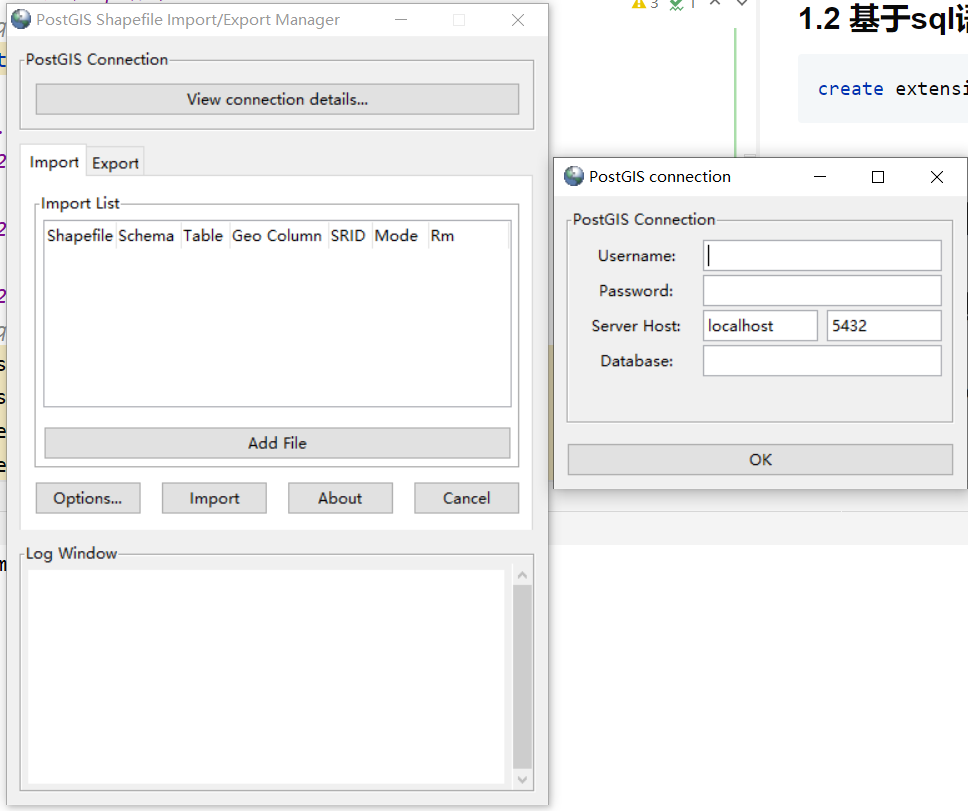 PostGIS Shapefile Import/Export Manager
PostGIS Connection
View connection details...
Import Export
Import List
Shapefile Schema Table Geo Column SRID Mode Rm
Add File
Options... Import About Cancel
Log Window
3 1
1.2 基于sql
create extensi
PostGIS connection
PostGIS Connection
Username:
Password:
Server Host: localhost 5432
Database:
OK